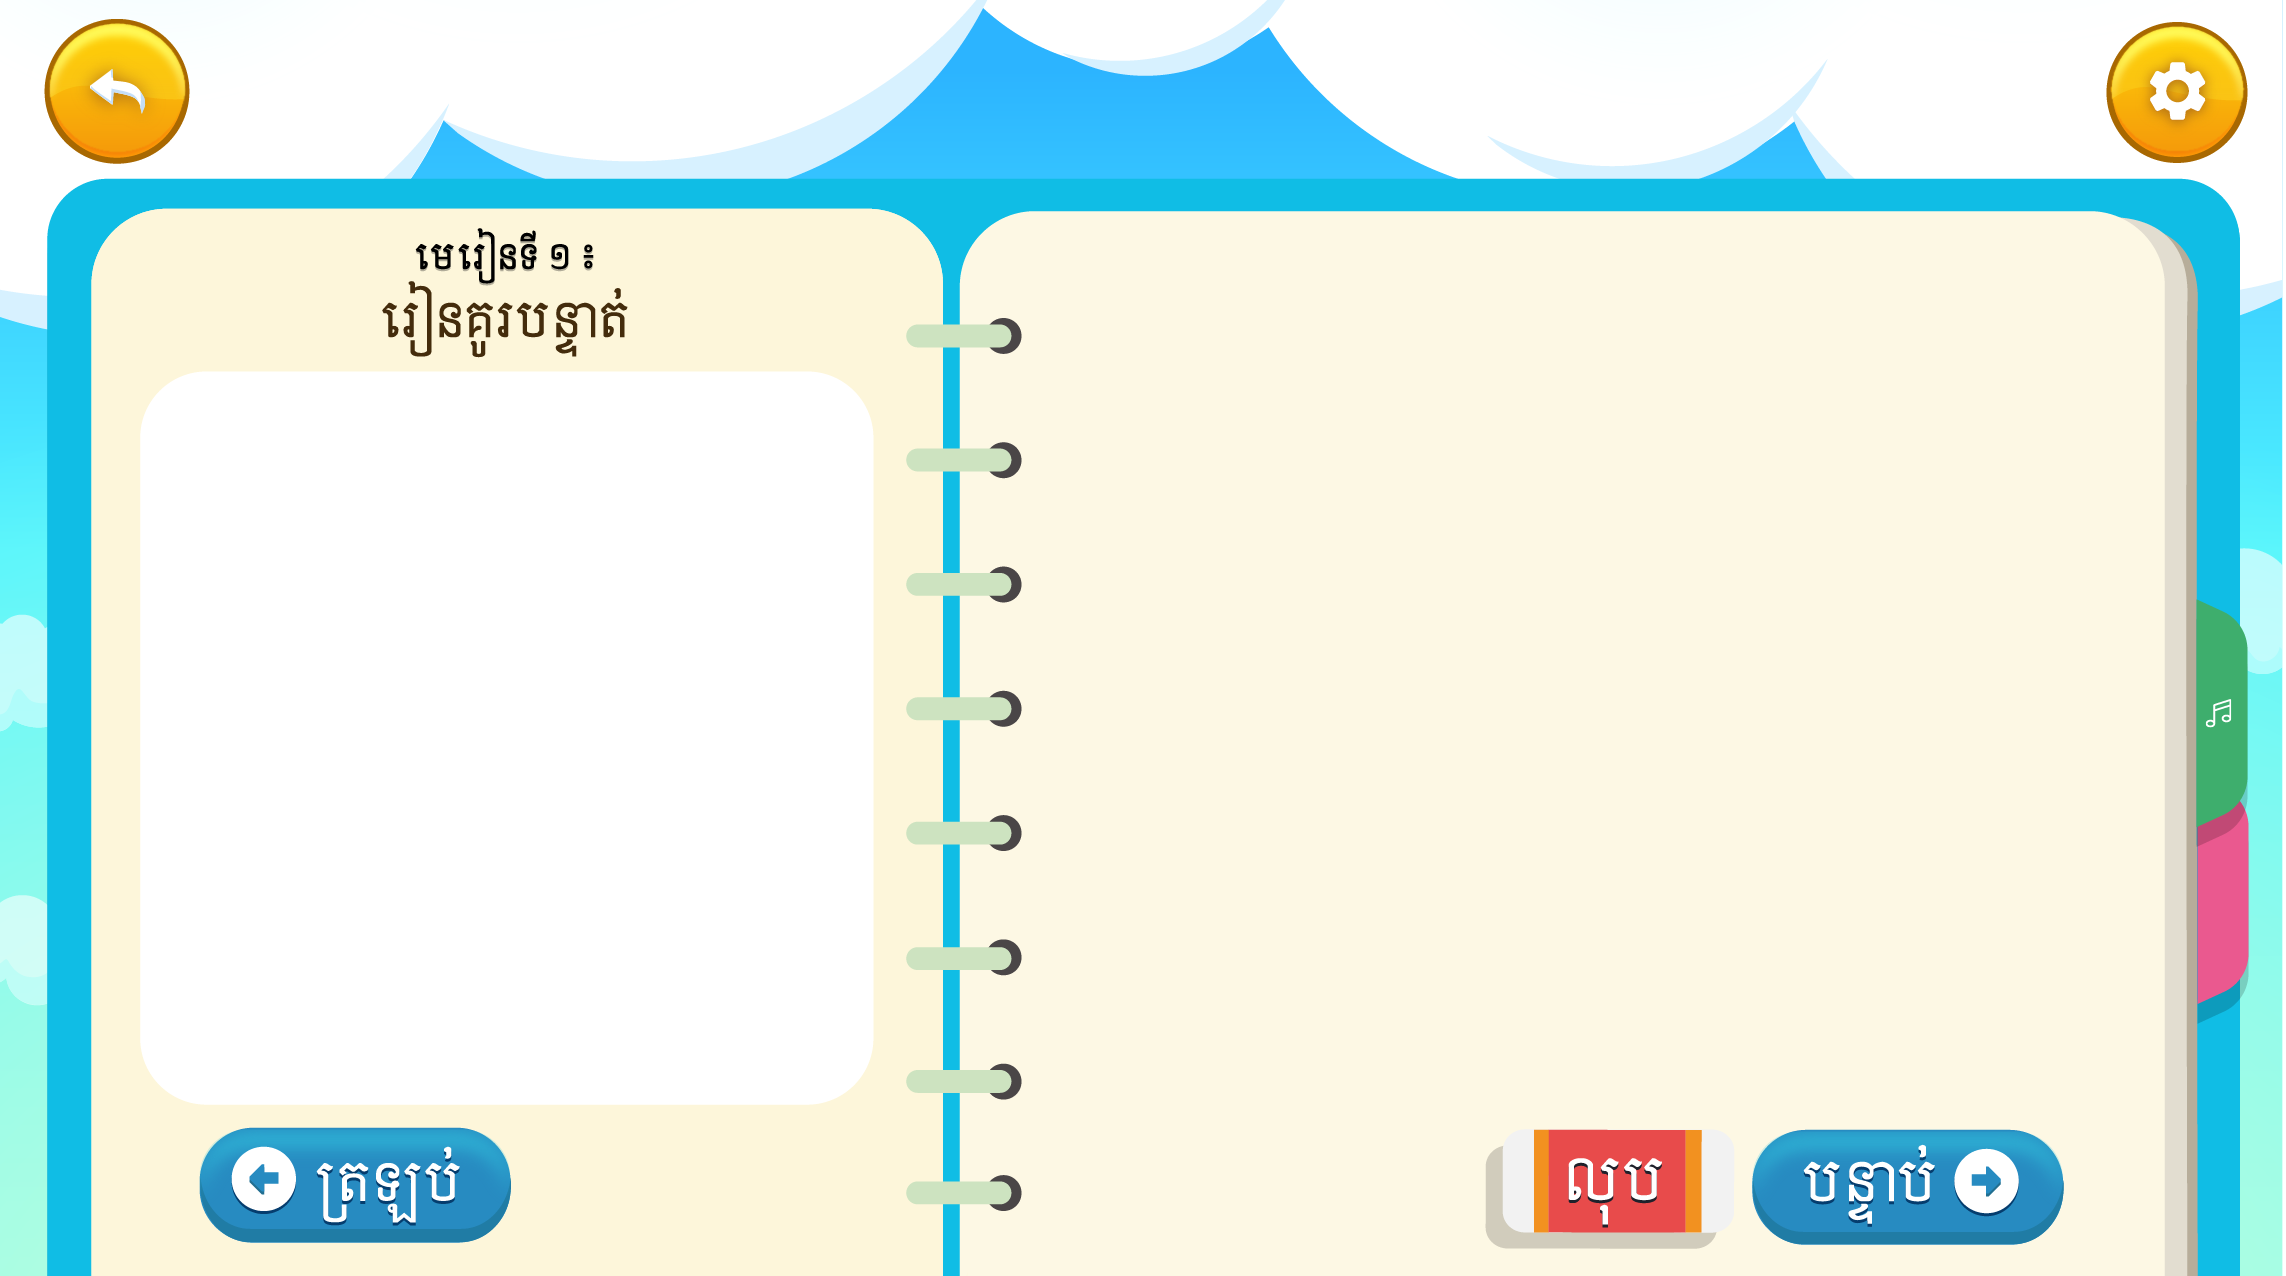 មេរៀនទី ១ ៖
រៀនគូរបន្ទាត់
ត្រឡប់
លុប
បន្ទាប់